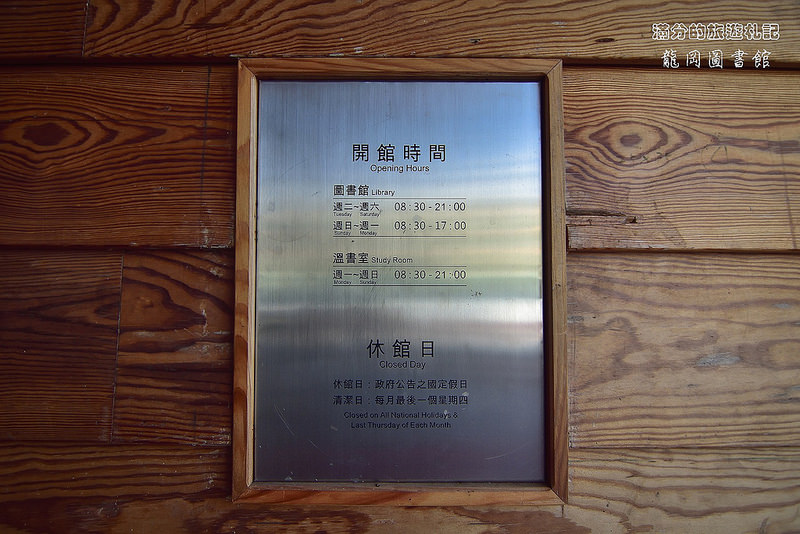 滿分的旅遊札記
龍岡圖書館
開館時間
Opening Hours
圖書館 Library
週二~週六 08:30-21:00
Tuesday Saturday
週日~週一 08:30-17:00
Sunday Monday
溫書室 Study Room
週一~週日 08:30-21:00
Monday Sunday
休館日
Closed Day
休館日：政府公告之國定假日
清潔日：每月最後一個星期四
Closed on All National Holidays &
Last Thursday of Each Month.